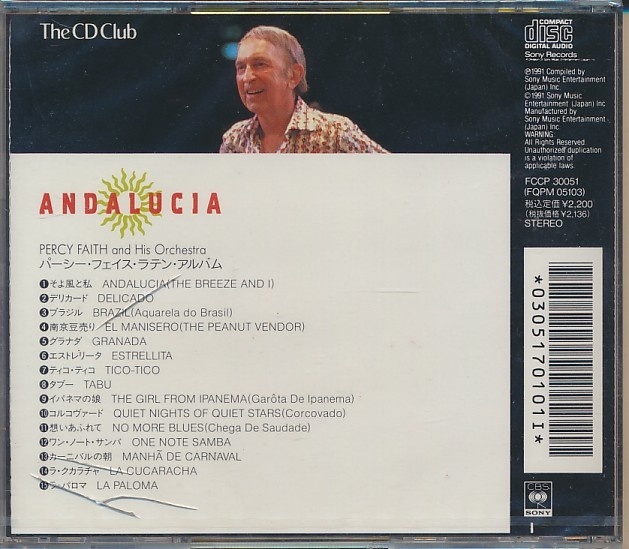 The CD Club
COMPACT
disc
DIGITAL AUDIO
Sony Records
℗1991 Compiled by
Sony Music Entertainment
(Japan) Inc.
©1991 Sony Music
Entertainment (Japan) Inc.
Manufactured by
Sony Music Entertainment
(Japan) Inc.
WARNING:
All Rights Reserved.
Unauthorized duplication
is a violation of
applicable laws.
FCCP 30051
(FQPM 05103)
税込定価 ¥2,200
(税抜価格 ¥2,136)
STEREO
ANDALUCIA
PERCY FAITH and His Orchestra
パーシー・フェイス・ラテン・アルバム
❶そよ風と私 ANDALUCIA(THE BREEZE AND I)
❷デリカード DELICADO
❸ブラジル BRAZIL(Aquarela do Brasil)
❹南京豆売り EL MANISERO(THE PEANUT VENDOR)
❺グラナダ GRANADA
❻エストレリータ ESTRELLITA
❼ティコ・ティコ TICO-TICO
❽タブー TABU
❾イパネマの娘 THE GIRL FROM IPANEMA(Garôta De Ipanema)
❿コルコヴァード QUIET NIGHTS OF QUIET STARS(Corcovado)
⓫想いあふれて NO MORE BLUES(Chega De Saudade)
⓬ワン・ノート・サンバ ONE NOTE SAMBA
⓭カーニバルの朝 MANHÃ DE CARNAVAL
⓮ラ・クカラチャ LA CUCARACHA
⓯ラ・パロマ LA PALOMA
*0305170101I*
CBS
SONY
I